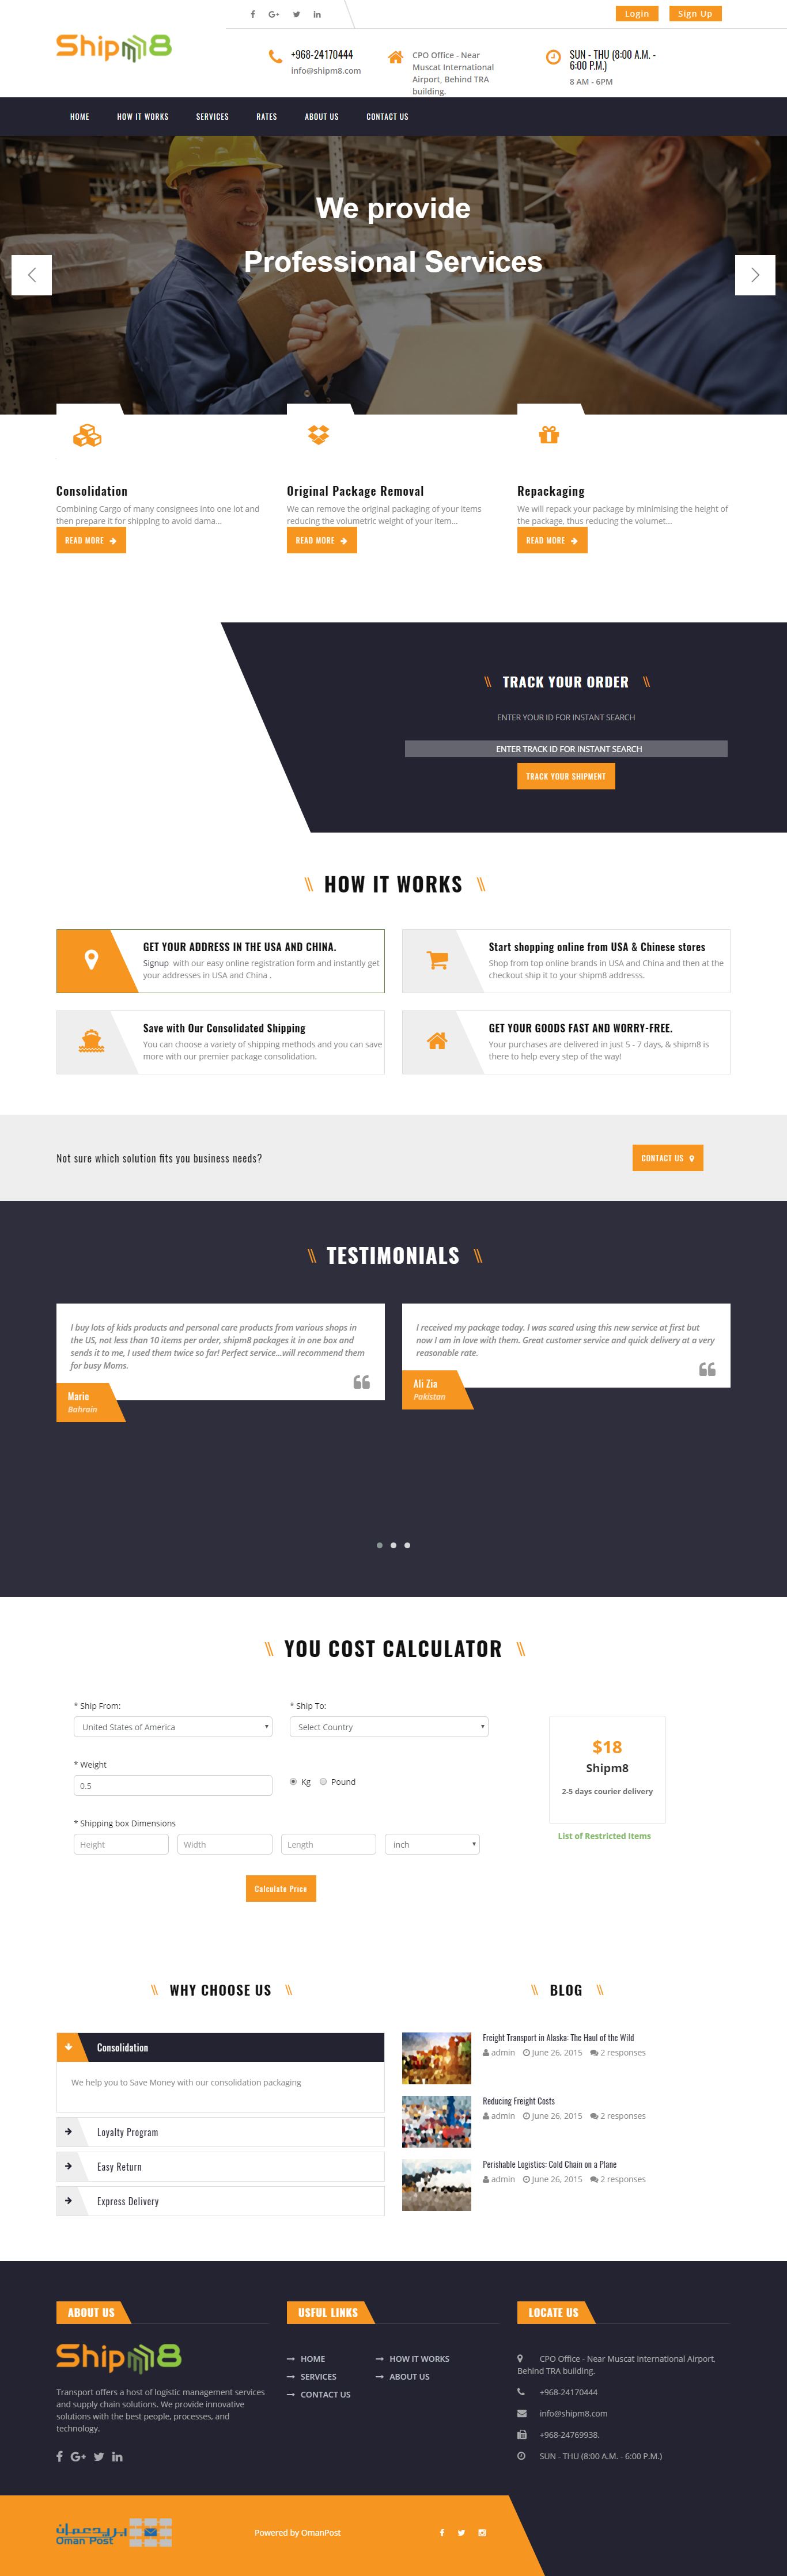 Login
Sign Up
Shipm8
+968-24170444
info@shipm8.com
CPO Office - Near
Muscat International
Airport, Behind TRA
building.
SUN - THU (8:00 A.M. -
6:00 P.M.)
8 AM - 6PM
HOME
HOW IT WORKS
SERVICES
RATES
ABOUT US
CONTACT US
We provide
Professional Services
Consolidation
Combining Cargo of many consignees into one lot and
then prepare it for shipping to avoid dama...
READ MORE
Original Package Removal
We can remove the original packaging of your items
reducing the volumetric weight of your item...
READ MORE
Repackaging
We will repack your package by minimising the height of
the package, thus reducing the volumet...
READ MORE
TRACK YOUR ORDER
ENTER YOUR ID FOR INSTANT SEARCH
ENTER TRACK ID FOR INSTANT SEARCH
TRACK YOUR SHIPMENT
HOW IT WORKS
GET YOUR ADDRESS IN THE USA AND CHINA.
Signup with our easy online registration form and instantly get
your addresses in USA and China .
Start shopping online from USA & Chinese stores
Shop from top online brands in USA and China and then at the
checkout ship it to your shipm8 addresss.
Save with Our Consolidated Shipping
You can choose a variety of shipping methods and you can save
more with our premier package consolidation.
GET YOUR GOODS FAST AND WORRY-FREE.
Your purchases are delivered in just 5 - 7 days, & shipm8 is
there to help every step of the way!
Not sure which solution fits you business needs?
CONTACT US
TESTIMONIALS
I buy lots of kids products and personal care products from various shops in
the US, not less than 10 items per order, shipm8 packages it in one box and
sends it to me, I used them twice so far! Perfect service...will recommend them
for busy Moms.
Marie
Bahrain
I received my package today. I was scared using this new service at first but
now I am in love with them. Great customer service and quick delivery at a very
reasonable rate.
Ali Zia
Pakistan
YOU COST CALCULATOR
* Ship From:
United States of America
* Ship To:
Select Country
* Weight
0.5
Kg
Pound
* Shipping box Dimensions
Height
Width
Length
inch
Calculate Price
$18
Shipm8
2-5 days courier delivery
List of Restricted Items
WHY CHOOSE US
Consolidation
We help you to Save Money with our consolidation packaging
Loyalty Program
Easy Return
Express Delivery
BLOG
Freight Transport in Alaska: The Haul of the Wild
admin June 26, 2015 2 responses
Reducing Freight Costs
admin June 26, 2015 2 responses
Perishable Logistics: Cold Chain on a Plane
admin June 26, 2015 2 responses
ABOUT US
Shipm8
Transport offers a host of logistic management services
and supply chain solutions. We provide innovative
solutions with the best people, processes, and
technology.
USFUL LINKS
HOME
HOW IT WORKS
SERVICES
ABOUT US
CONTACT US
LOCATE US
CPO Office - Near Muscat International Airport,
Behind TRA building.
+968-24170444
info@shipm8.com
+968-24769938.
SUN - THU (8:00 A.M. - 6:00 P.M.)
بريد عمان
Oman Post
Powered by OmanPost